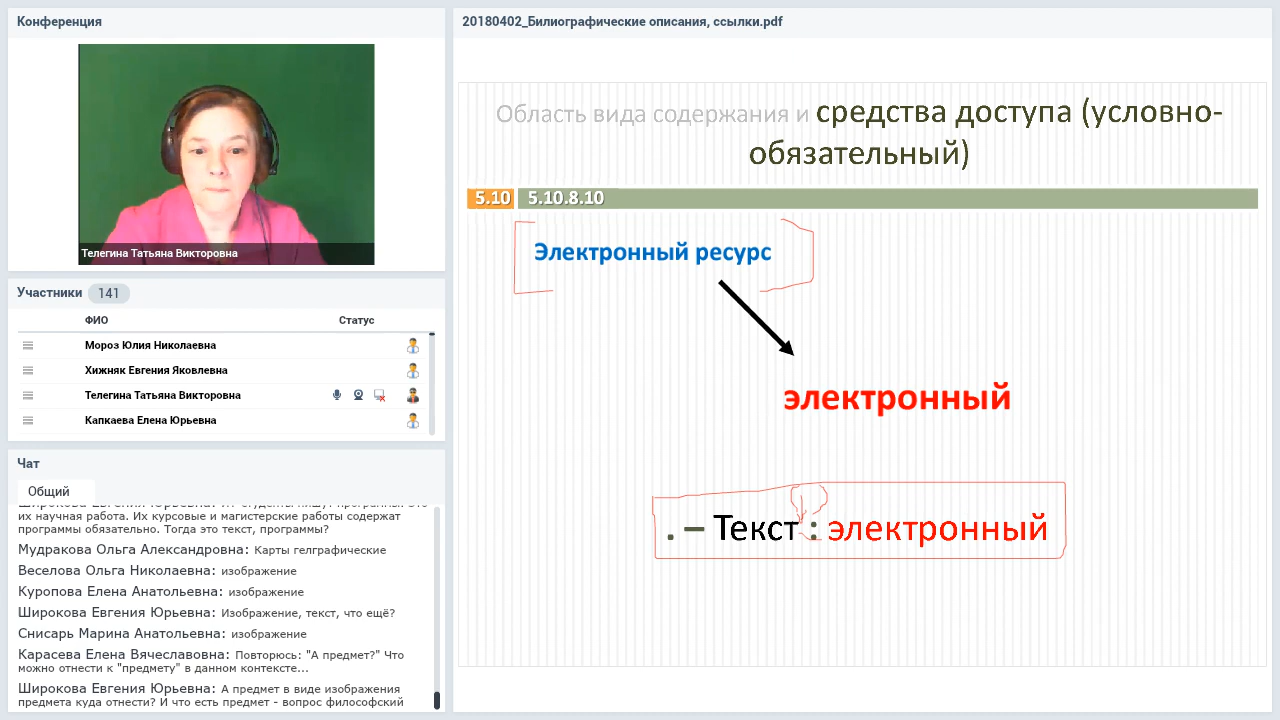 Конференция
Телегина Татьяна Викторовна
Участники 141
ФИО Статус
Мороз Юлия Николаевна
Хижняк Евгения Яковлевна
Телегина Татьяна Викторовна
Капкаева Елена Юрьевна
Чат
Общий
их научная работа. Их курсовые и магистерские работы содержат
программы обязательно. Тогда это текст, программы?
Мудракова Ольга Александровна: Карты гелграфические
Веселова Ольга Николаевна: изображение
Куропова Елена Анатольевна: изображение
Широкова Евгения Юрьевна: Изображение, текст, что ещё?
Снисарь Марина Анатольевна: изображение
Карасева Елена Вячеславовна: Повторюсь: "А предмет?" Что
можно отнести к "предмету" в данном контексте...
Широкова Евгения Юрьевна: А предмет в виде изображения
предмета куда отнести? И что есть предмет - вопрос философский
20180402_Билиографические описания, ссылки.pdf
Область вида содержания и средства доступа (условно-
обязательный)
5.10 5.10.8.10
Электронный ресурс
электронный
. – Текст : электронный